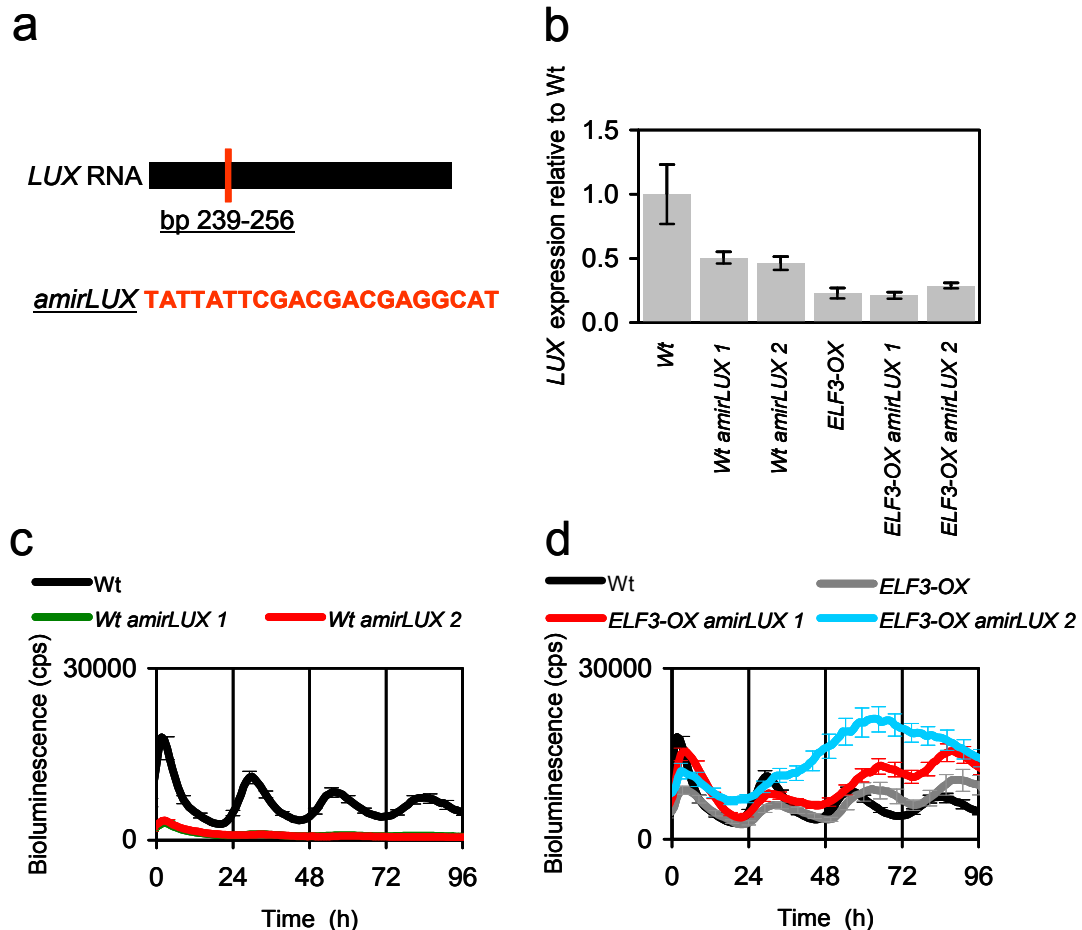 a
LUX RNA
bp 239-256
amirLUX TATTATTCGACGACGAGGCAT
b
LUX expression relative to Wt
1.5
1.0
0.5
0.0
Wt
Wt amirLUX 1
Wt amirLUX 2
ELF3-OX
ELF3-OX amirLUX 1
ELF3-OX amirLUX 2
c
Wt
Wt amirLUX 1
Wt amirLUX 2
Bioluminescence (cps)
30000
0
0 24 48 72 96
Time (h)
d
Wt
ELF3-OX
ELF3-OX amirLUX 1
ELF3-OX amirLUX 2
Bioluminescence (cps)
30000
0
0 24 48 72 96
Time (h)